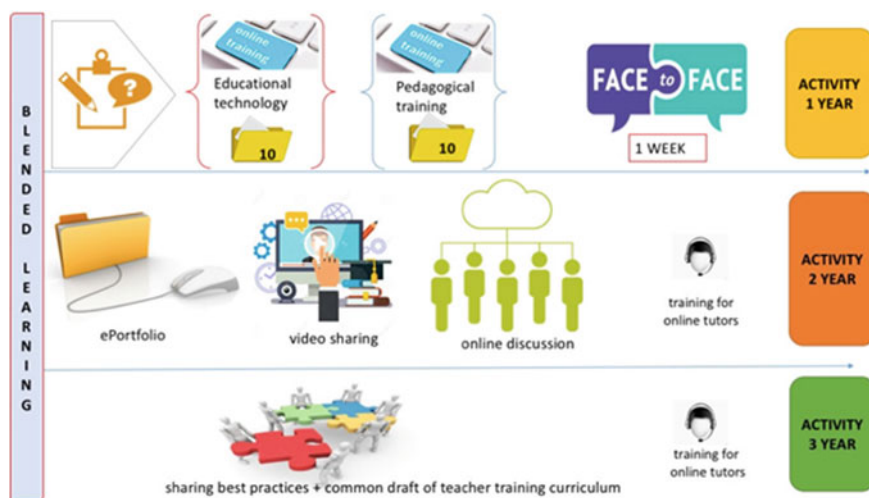 BLENDED LEARNING
online
training
Educational
technology
10
online
training
Pedagogical
training
10
?
FACE to FACE
1 WEEK
ACTIVITY
1 YEAR
ePortfolio
video sharing
online discussion
training for
online tutors
ACTIVITY
2 YEAR
sharing best practices + common draft of teacher training curriculum
training for
online tutors
ACTIVITY
3 YEAR